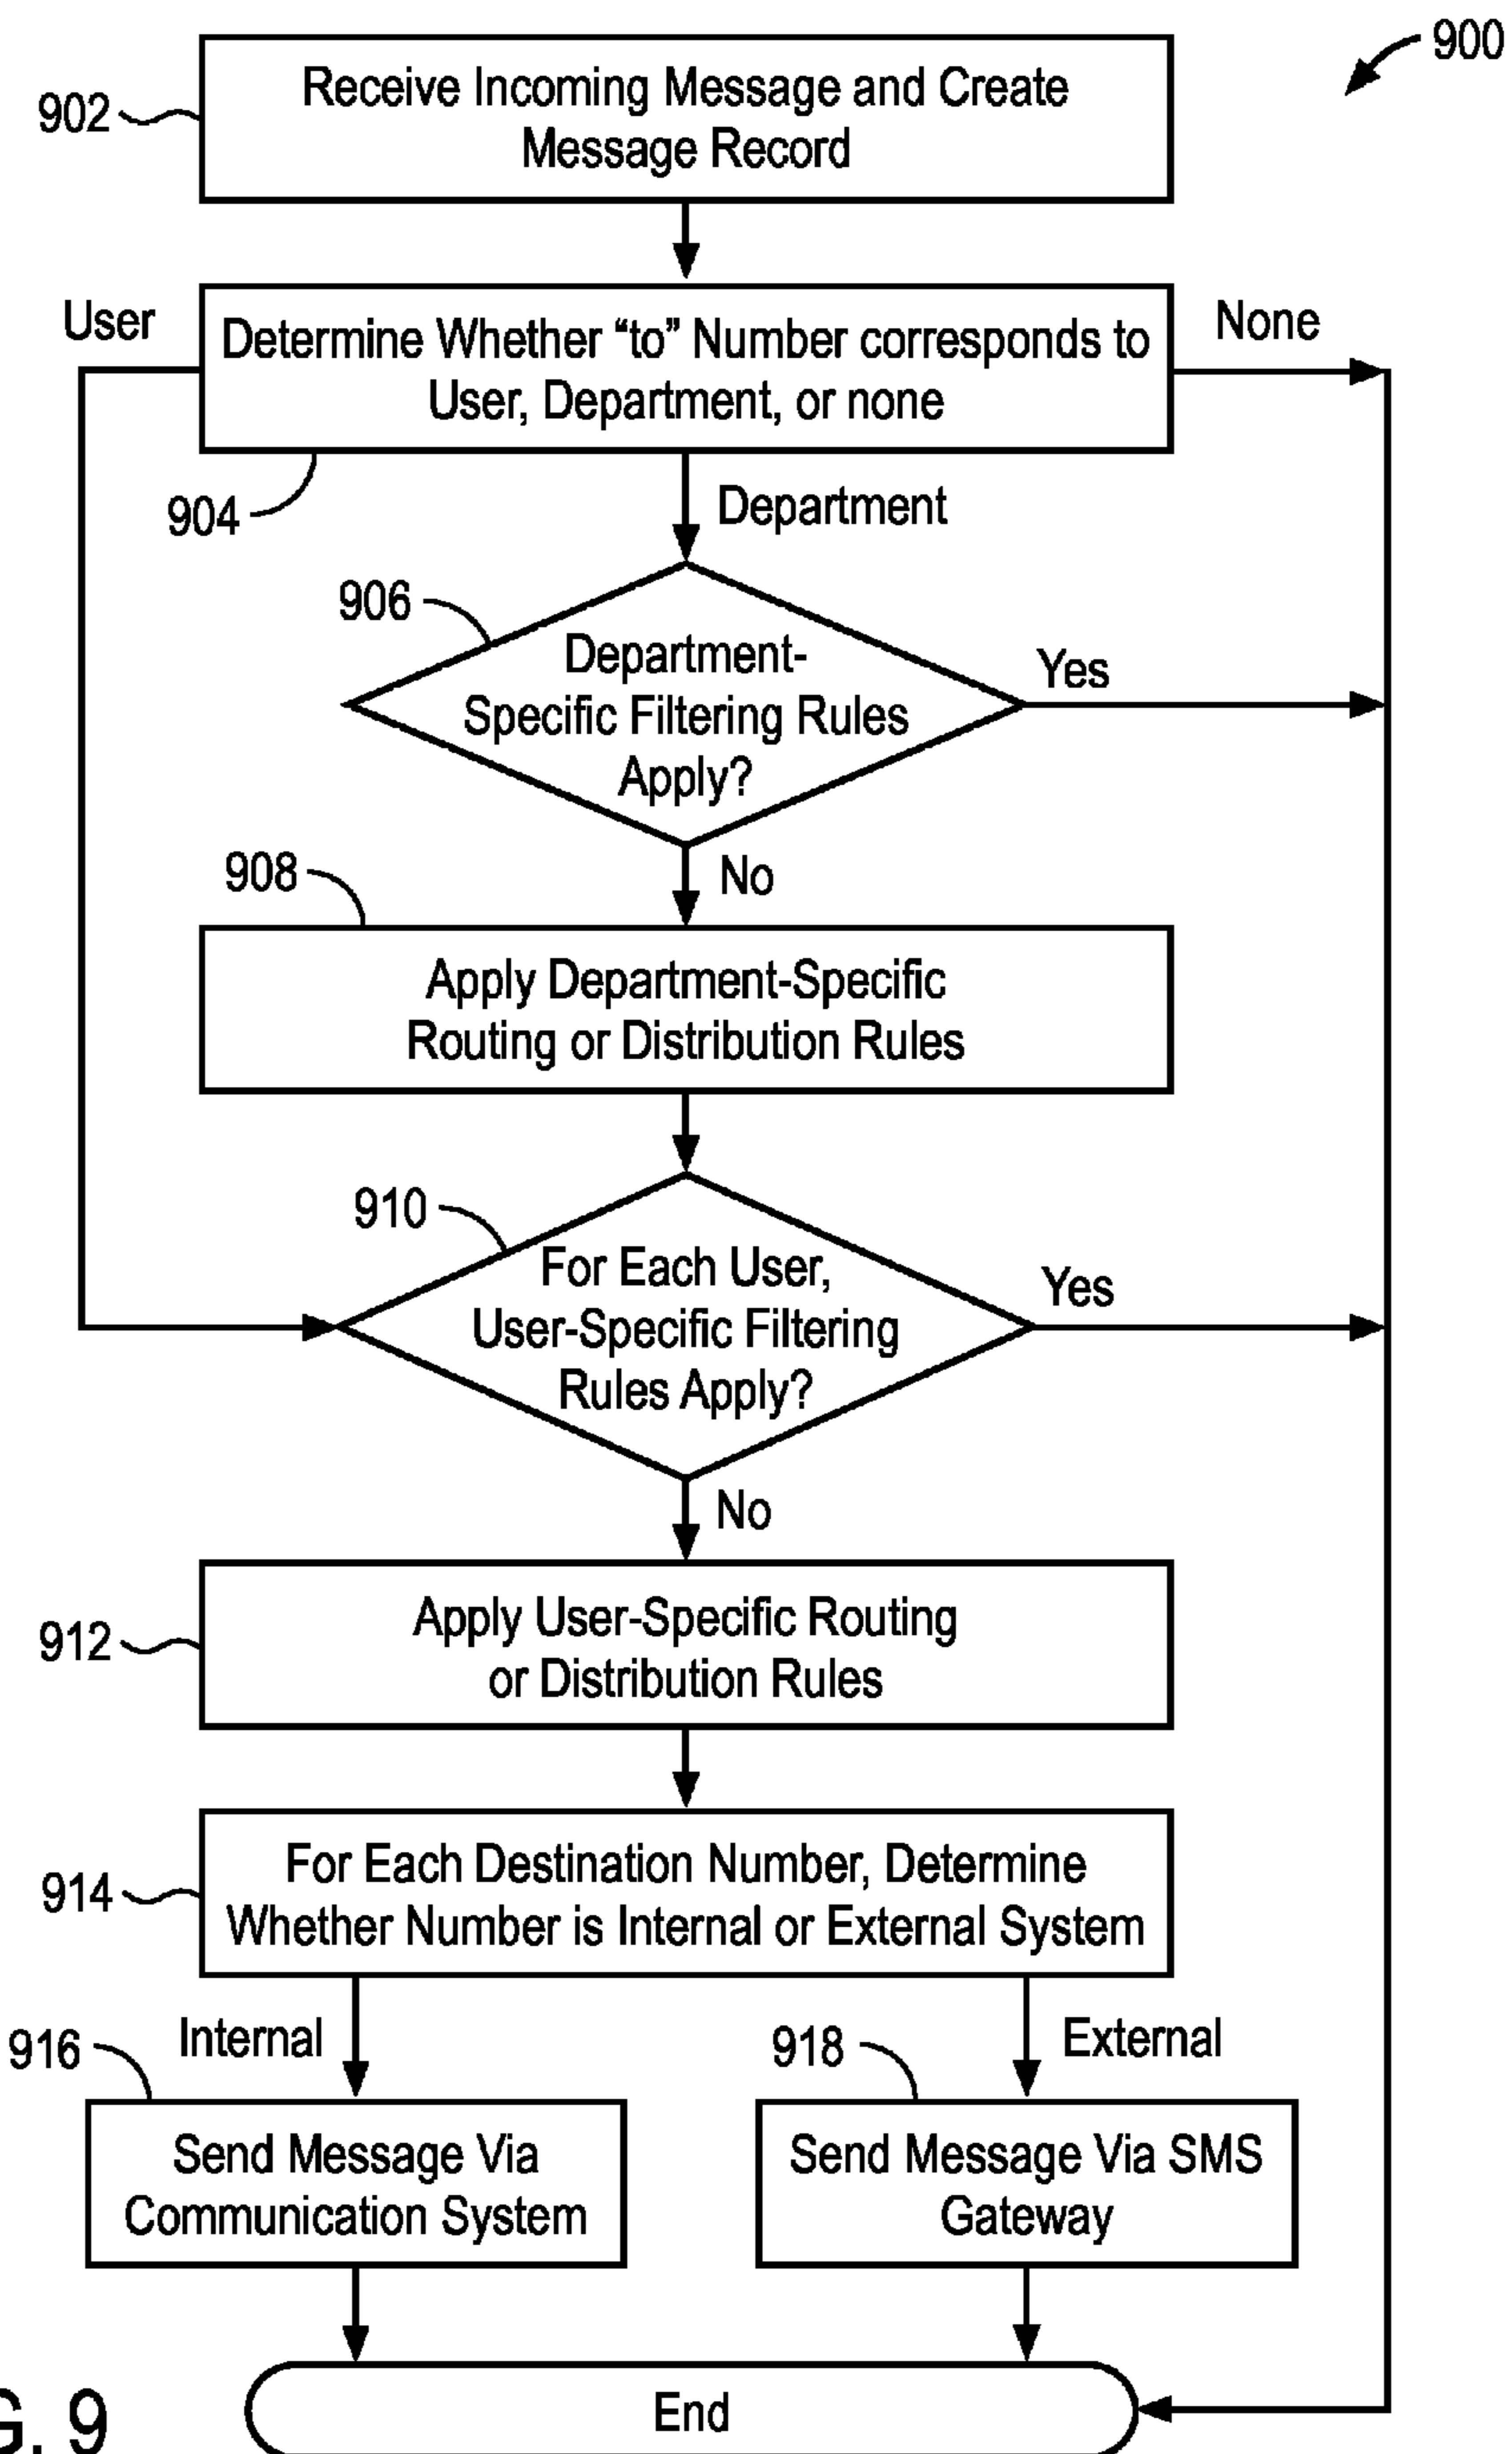 900
902
Receive Incoming Message and Create
Message Record
User
None
Determine Whether “to” Number corresponds to
User, Department, or none
904
Department
906
Department-
Specific Filtering Rules
Apply?
Yes
No
908
Apply Department-Specific
Routing or Distribution Rules
910
For Each User,
User-Specific Filtering
Rules Apply?
Yes
No
912
Apply User-Specific Routing
or Distribution Rules
914
For Each Destination Number, Determine
Whether Number is Internal or External System
916
Internal
918
External
Send Message Via
Communication System
Send Message Via SMS
Gateway
End
G. 9